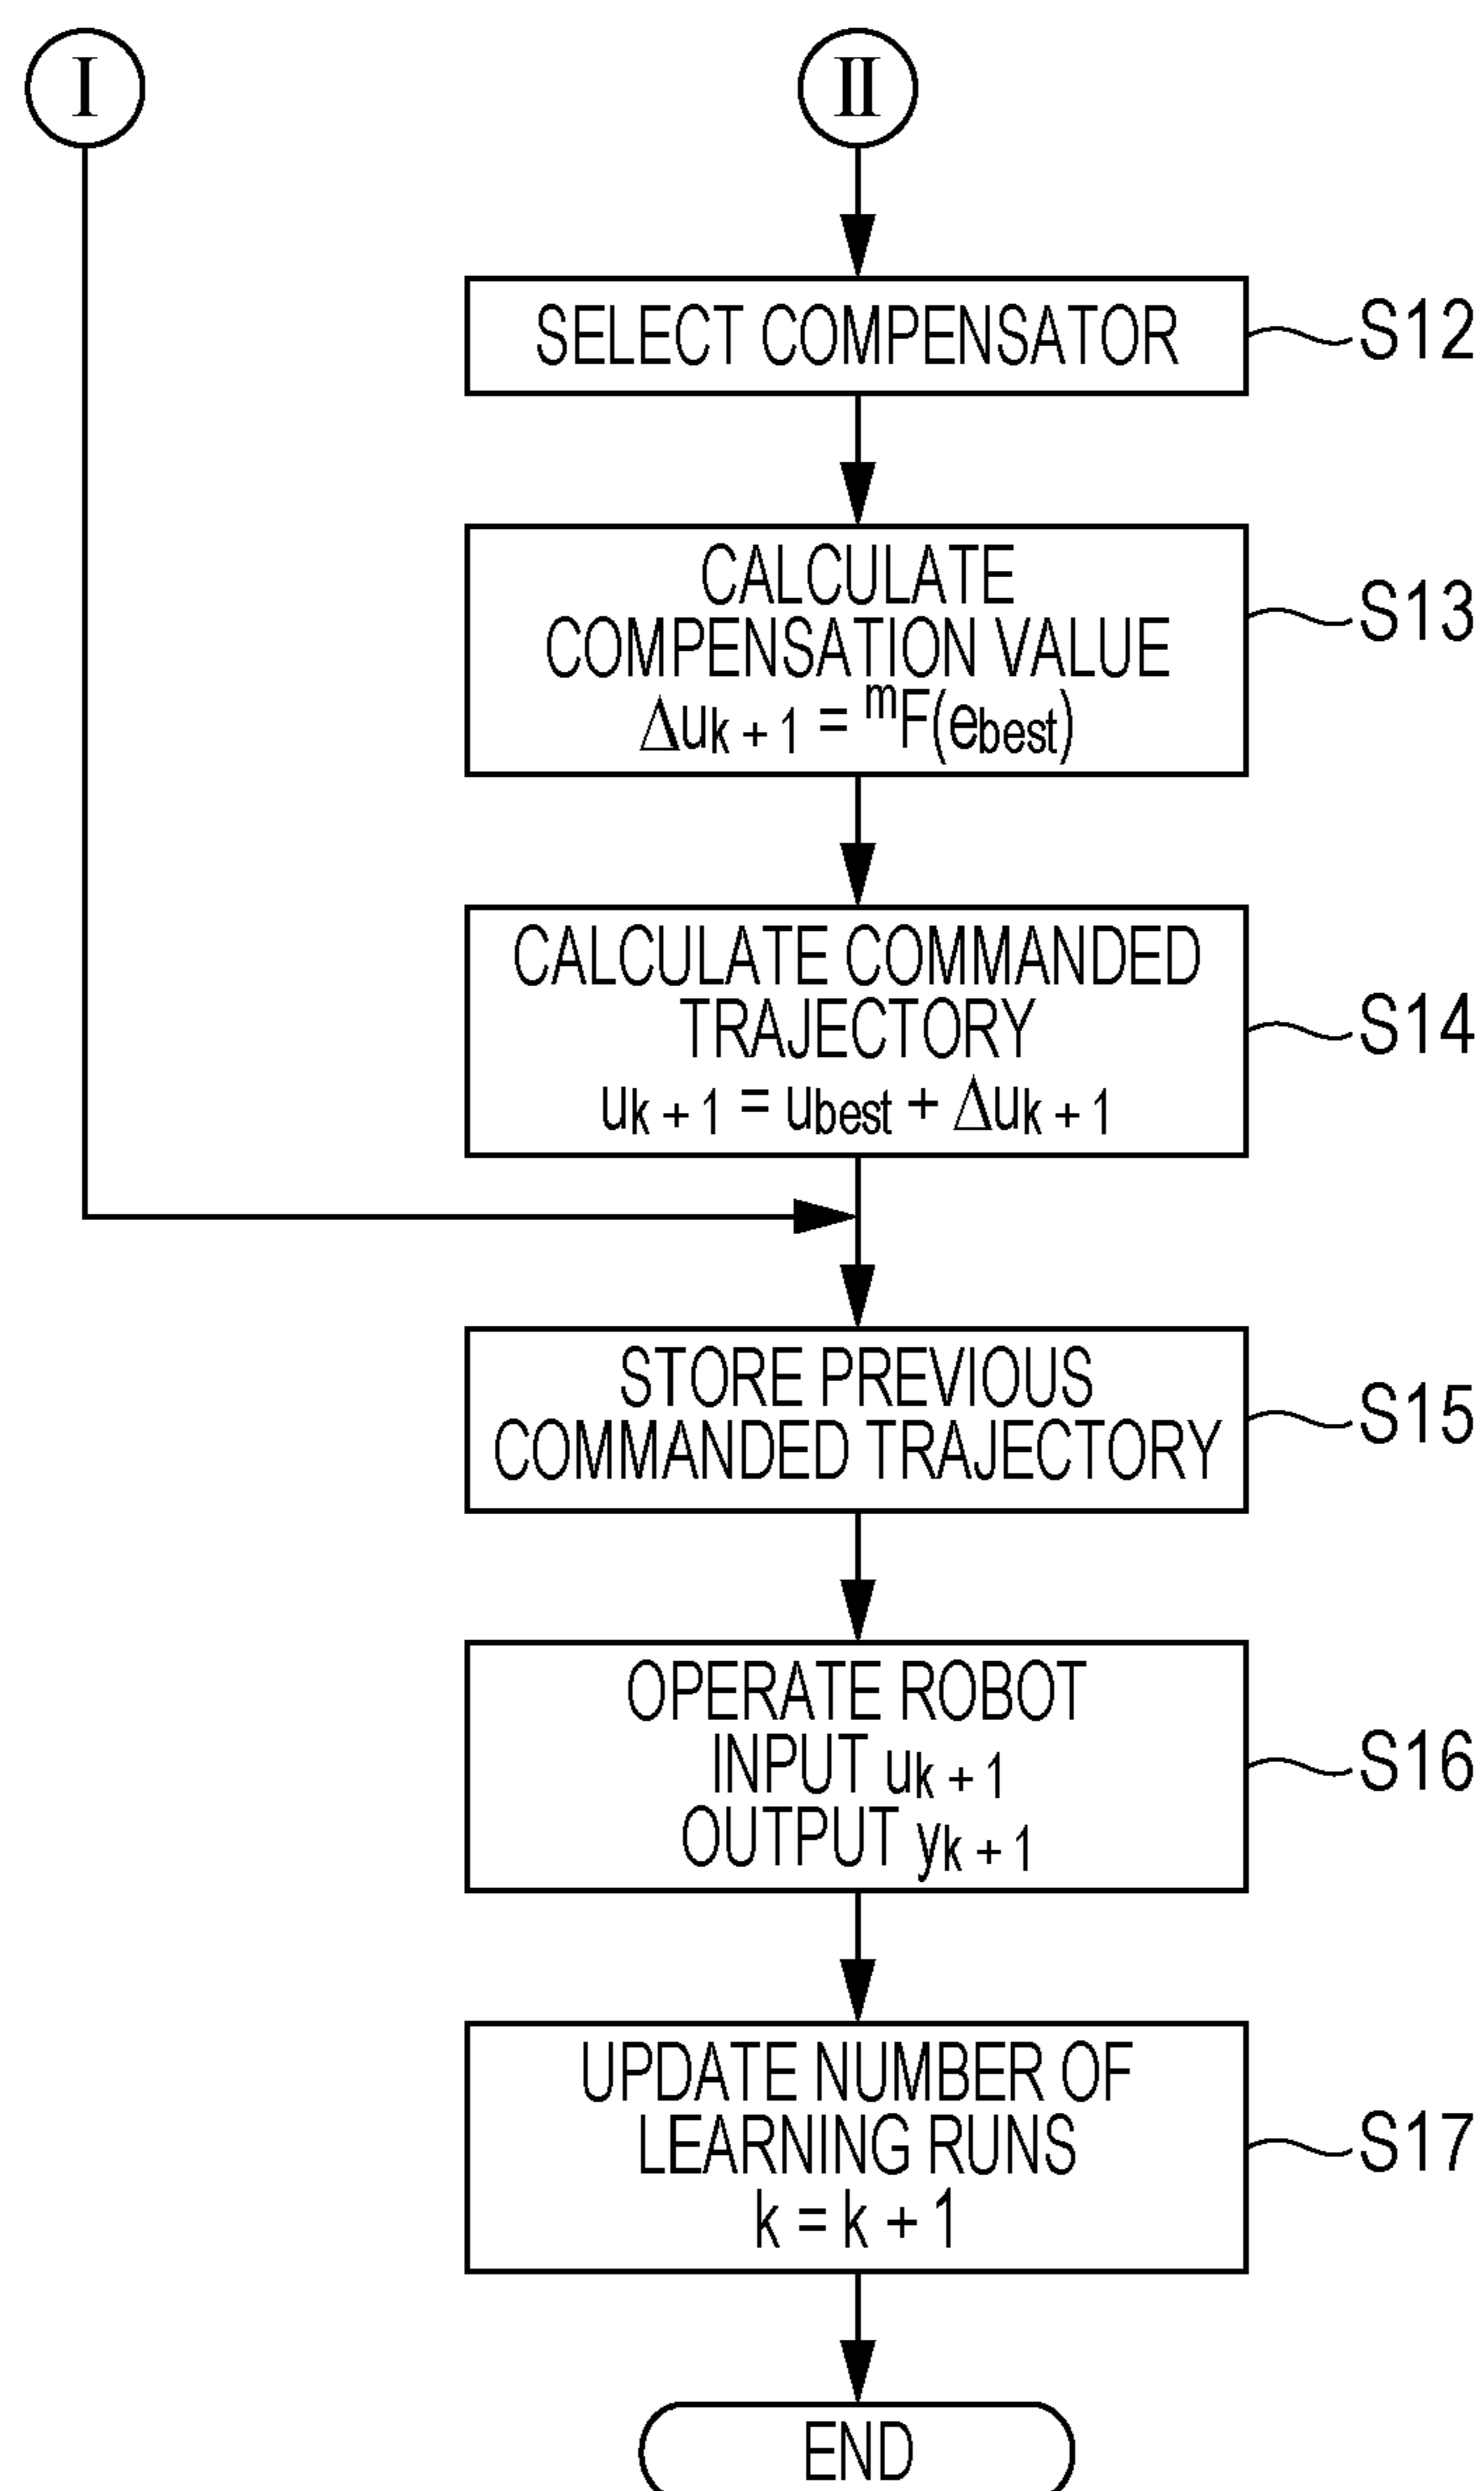 I
II
SELECT COMPENSATOR
S12
CALCULATE
COMPENSATION VALUE
Δuk + 1 = mF(ebest)
S13
CALCULATE COMMANDED
TRAJECTORY
uk + 1 = ubest + Δuk + 1
S14
STORE PREVIOUS
COMMANDED TRAJECTORY
S15
OPERATE ROBOT
INPUT uk + 1
OUTPUT yk + 1
S16
UPDATE NUMBER OF
LEARNING RUNS
k = k + 1
S17
END